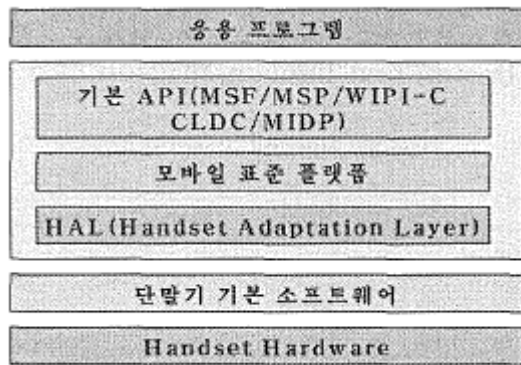 응용 프로그램
기본 API(MSF/MSP/WIPI-C
CLDC/MIDP)
모바일 표준 플랫폼
HAL(Handset Adaptation Layer)
단말기 기본 소프트웨어
Handset Hardware